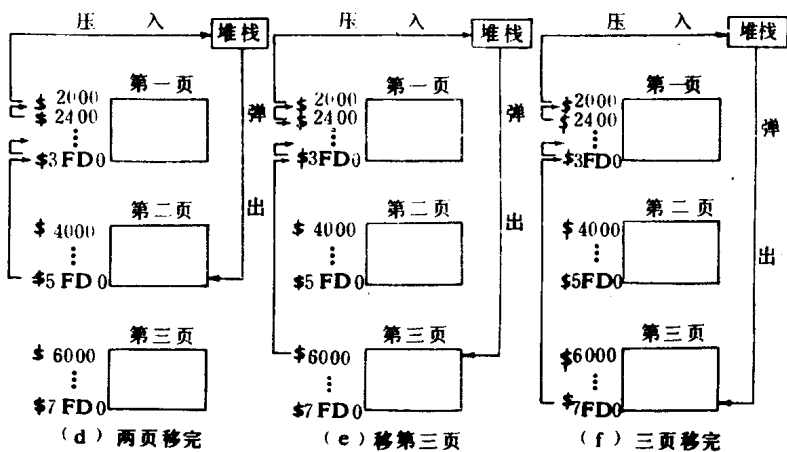 压 入 堆栈
第一页
$2000
$2400
$3FD0
弹
出
第二页
$4000
$5FD0
第三页
$6000
$7FD0
(d) 两页移完
压 入 堆栈
第一页
$2000
$2400
$3FD0
弹
出
第二页
$4000
$5FD0
第三页
$6000
$7FD0
(e) 移第三页
压 入 堆栈
第一页
$2000
$2400
$3FD0
弹
出
第二页
$4000
$5FD0
第三页
$6000
$7FD0
(f) 三页移完